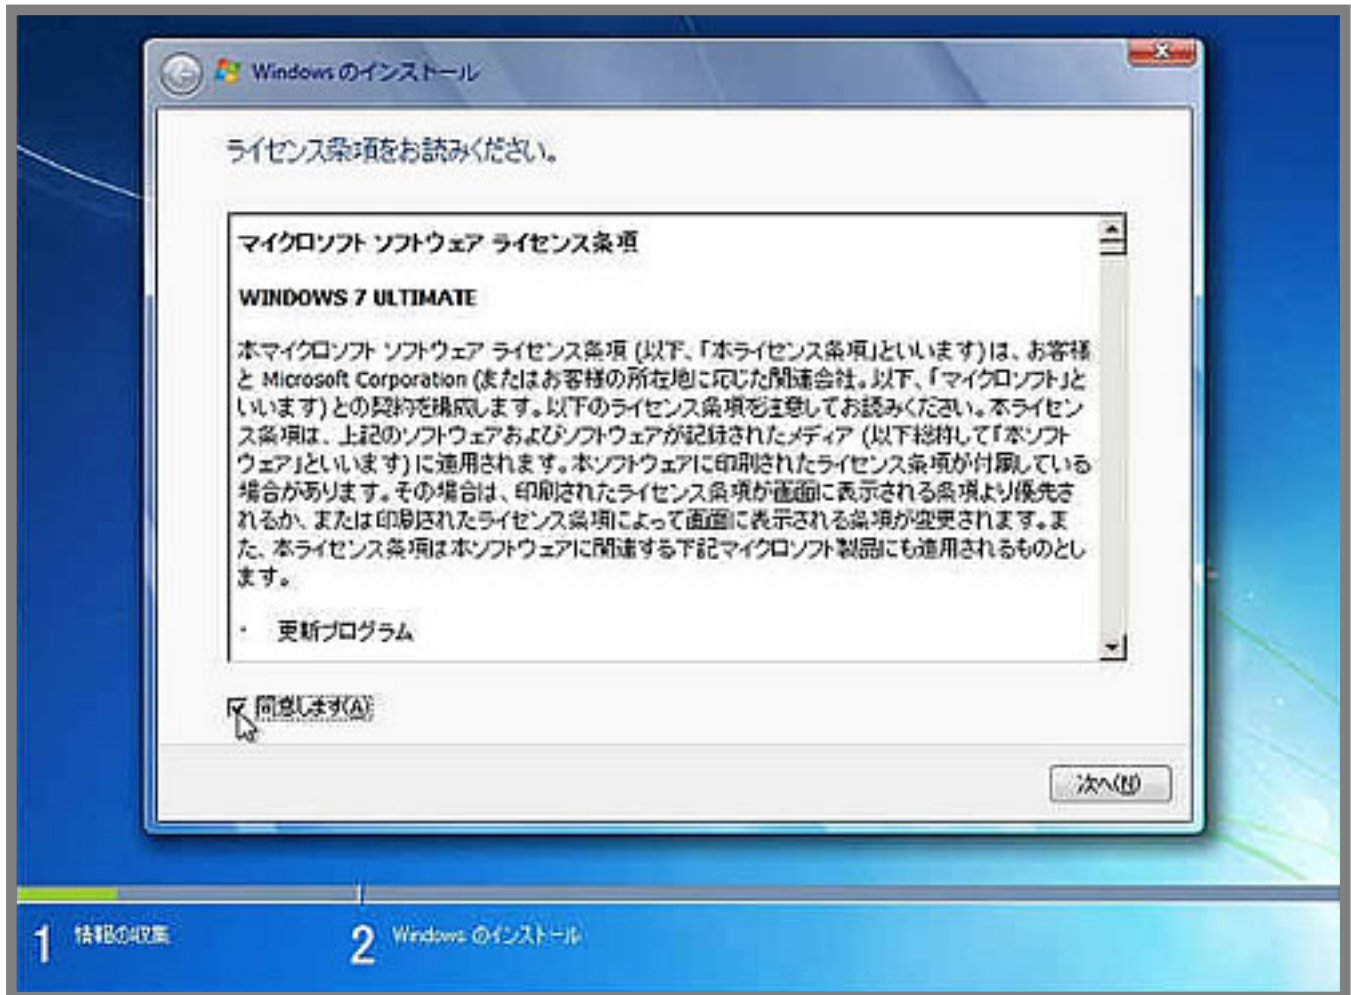 Windows のインストール
ライセンス条項をお読みください。
マイクロソフト ソフトウェア ライセンス条項
WINDOWS 7 ULTIMATE
本マイクロソフト ソフトウェア ライセンス条項 (以下、「本ライセンス条項」といいます) は、お客様
と Microsoft Corporation (またはお客様の所在地に応じた関連会社。以下、「マイクロソフト」と
いいます) との契約を構成します。以下のライセンス条項を注意してお読みください。本ライセン
ス条項は、上記のソフトウェアおよびソフトウェアが記録されたメディア (以下総称して「本ソフト
ウェア」といいます) に適用されます。本ソフトウェアに印刷されたライセンス条項が付属している
場合があります。その場合は、印刷されたライセンス条項が画面に表示される条項より優先さ
れるか、または印刷されたライセンス条項によって画面に表示される条項が変更されます。ま
た、本ライセンス条項は本ソフトウェアに関連する下記マイクロソフト製品にも適用されるものとし
ます。
・ 更新プログラム
同意します(A)
次へ(N)
1 情報の収集
2 Windows のインストール